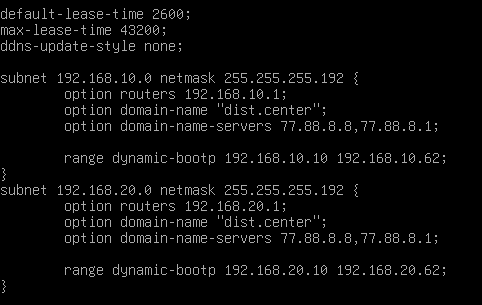 default-lease-time 2600;
max-lease-time 43200;
ddns-update-style none;

subnet 192.168.10.0 netmask 255.255.255.192 {
        option routers 192.168.10.1;
        option domain-name "dist.center";
        option domain-name-servers 77.88.8.8,77.88.8.1;

        range dynamic-bootp 192.168.10.10 192.168.10.62;
}
subnet 192.168.20.0 netmask 255.255.255.192 {
        option routers 192.168.20.1;
        option domain-name "dist.center";
        option domain-name-servers 77.88.8.8,77.88.8.1;

        range dynamic-bootp 192.168.20.10 192.168.20.62;
}